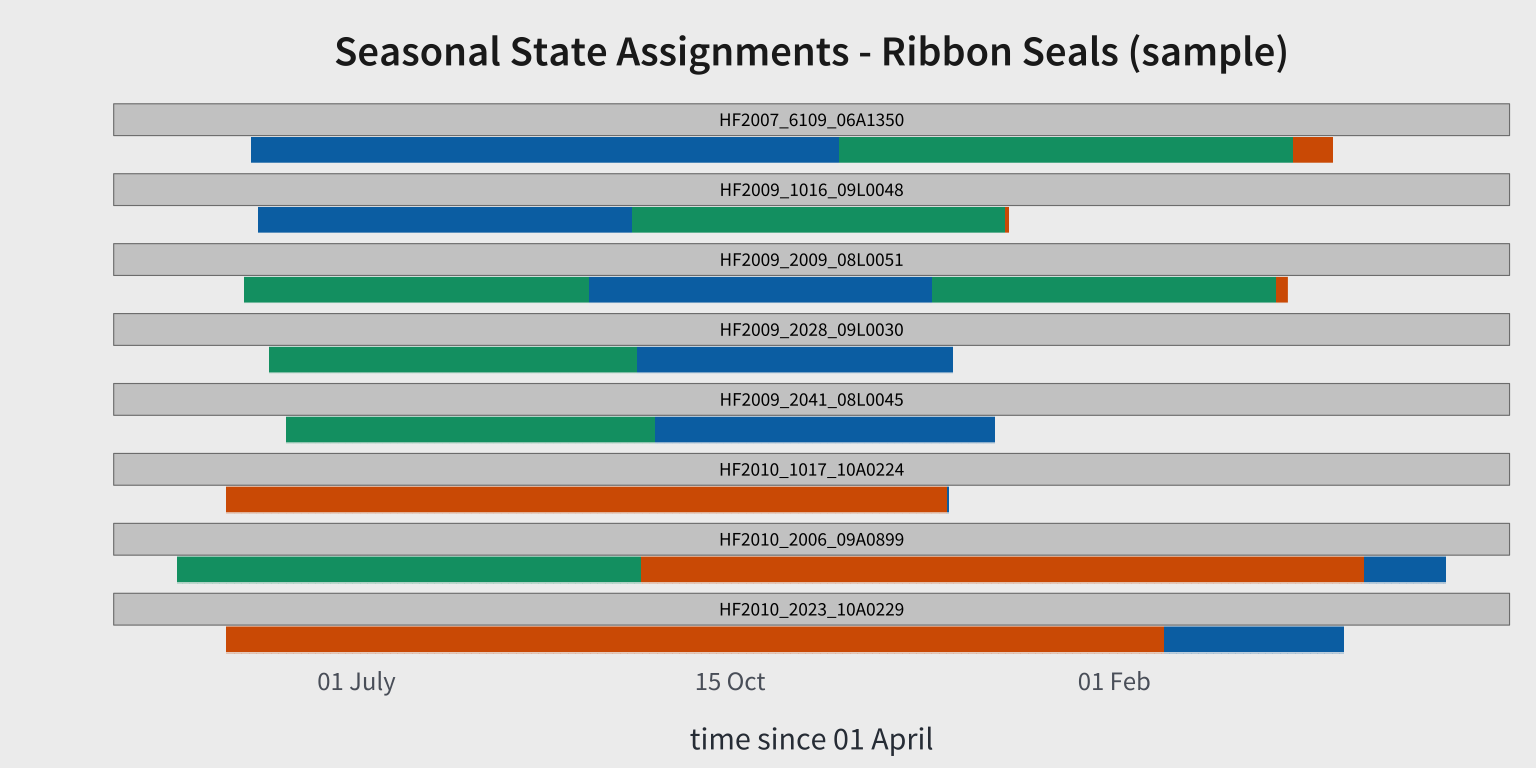 Seasonal State Assignments - Ribbon Seals (sample)
HF2007_6109_06A1350
HF2009_1016_09L0048
HF2009_2009_08L0051
HF2009_2028_09L0030
HF2009_2041_08L0045
HF2010_1017_10A0224
HF2010_2006_09A0899
HF2010_2023_10A0229
01 July 15 Oct 01 Feb
time since 01 April